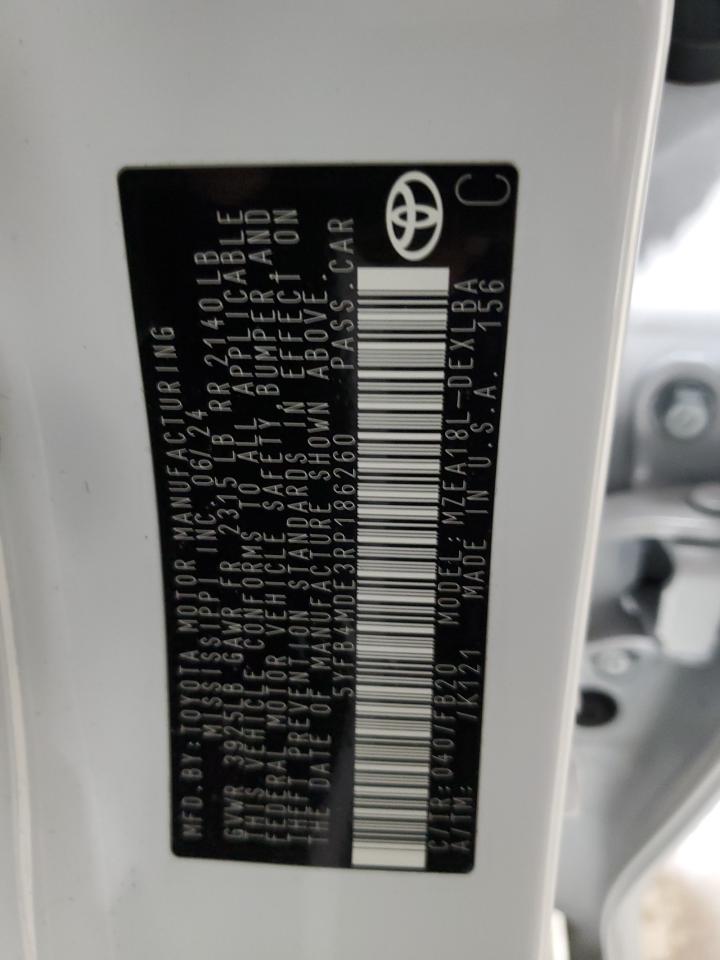 MFD.BY:TOYOTA MOTOR MANUFACTURING
MISSISSIPPI INC. 06/24
GVWR 3925LB GAWR FR 2315 LB RR 2140LB
THIS VEHICLE CONFORMS TO ALL APPLICABLE
FEDERAL MOTOR VEHICLE SAFETY, BUMPER, AND
THEFT PREVENTION STANDARDS IN EFFECT ON
THE DATE OF MANUFACTURE SHOWN ABOVE.
5YFB4MDE3RP186260 PASS.CAR
C/TR:040/FB20 MODEL:MZEA18L-DEXLBA
A/TM: /K121 MADE IN U.S.A. 156
C